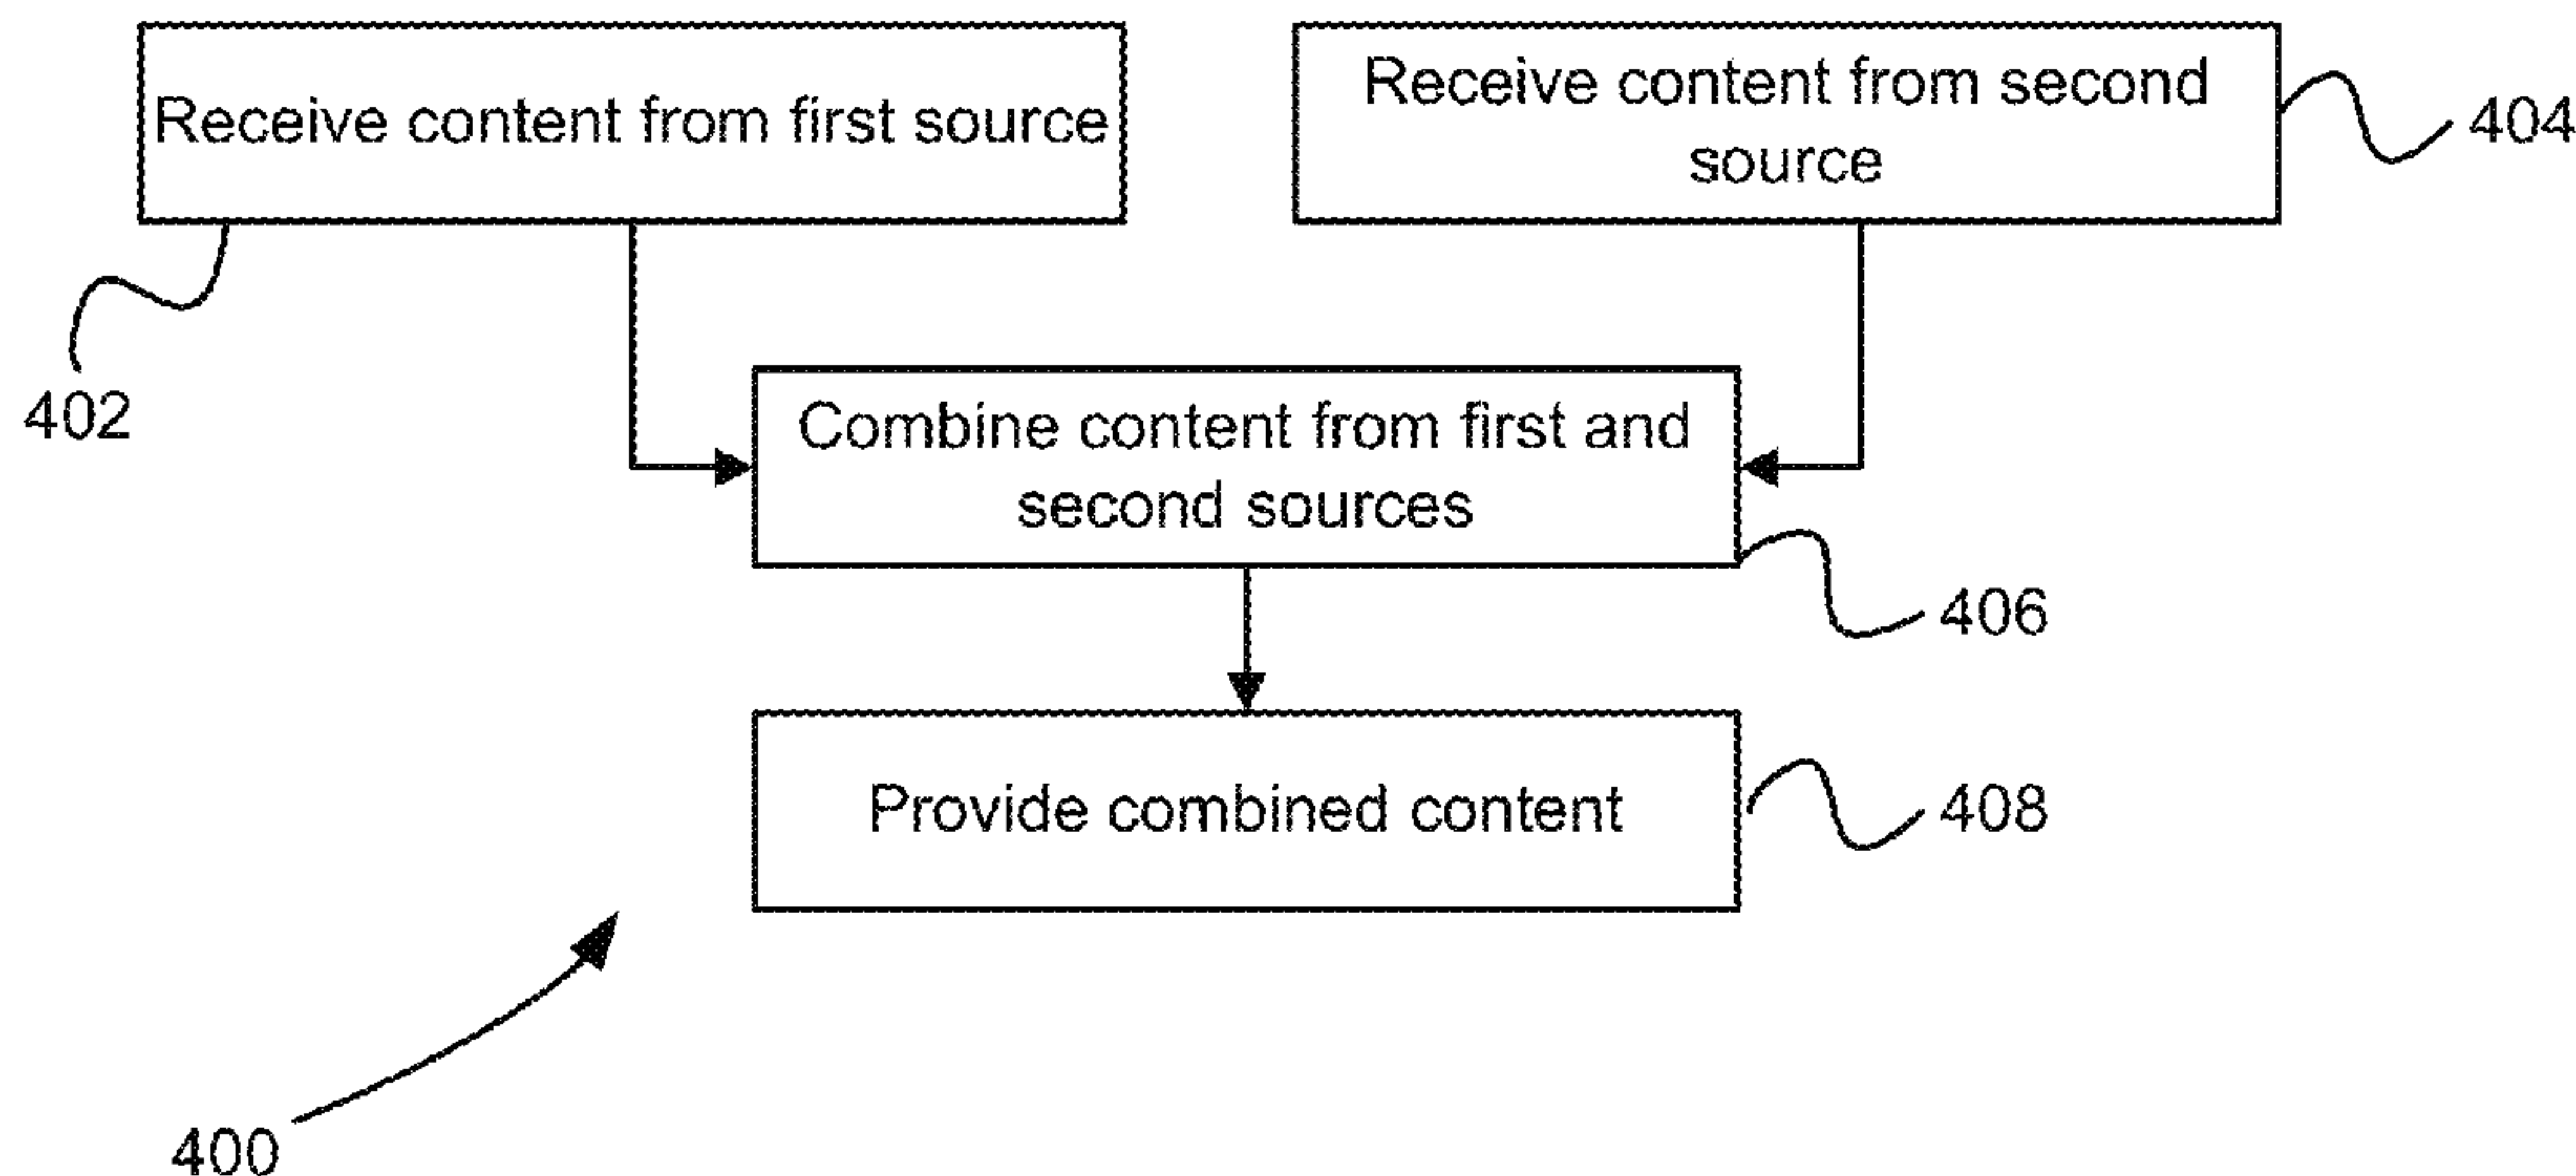 Receive content from first source
Receive content from second
source
404
402
Combine content from first and
second sources
406
Provide combined content
408
400